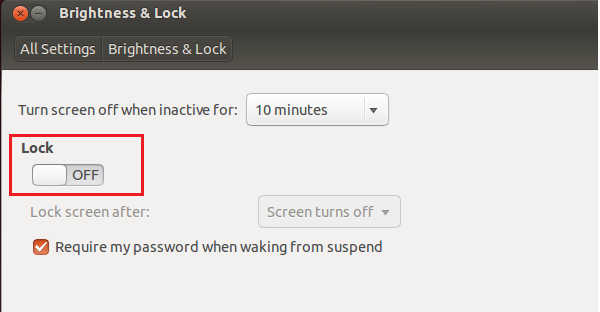 Brightness & Lock
All Settings Brightness & Lock
Turn screen off when inactive for: 10 minutes
Lock
OFF
Lock screen after: Screen turns off
Require my password when waking from suspend